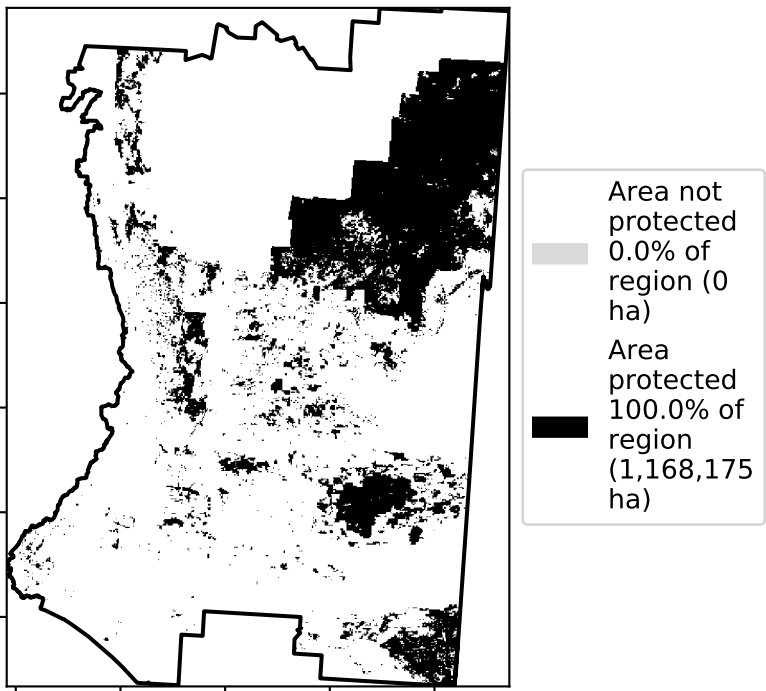 Area not
protected
0.0% of
region (0
ha)
Area
protected
100.0% of
region
(1,168,175
ha)